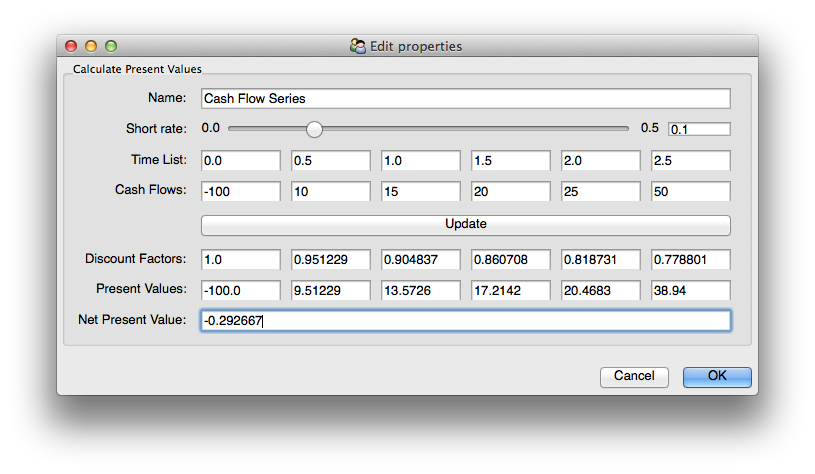 Edit properties
Calculate Present Values
Name: Cash Flow Series
Short rate: 0.0 0.5 0.1
Time List: 0.0 0.5 1.0 1.5 2.0 2.5
Cash Flows: -100 10 15 20 25 50
Update
Discount Factors: 1.0 0.951229 0.904837 0.860708 0.818731 0.778801
Present Values: -100.0 9.51229 13.5726 17.2142 20.4683 38.94
Net Present Value: -0.292667
Cancel OK